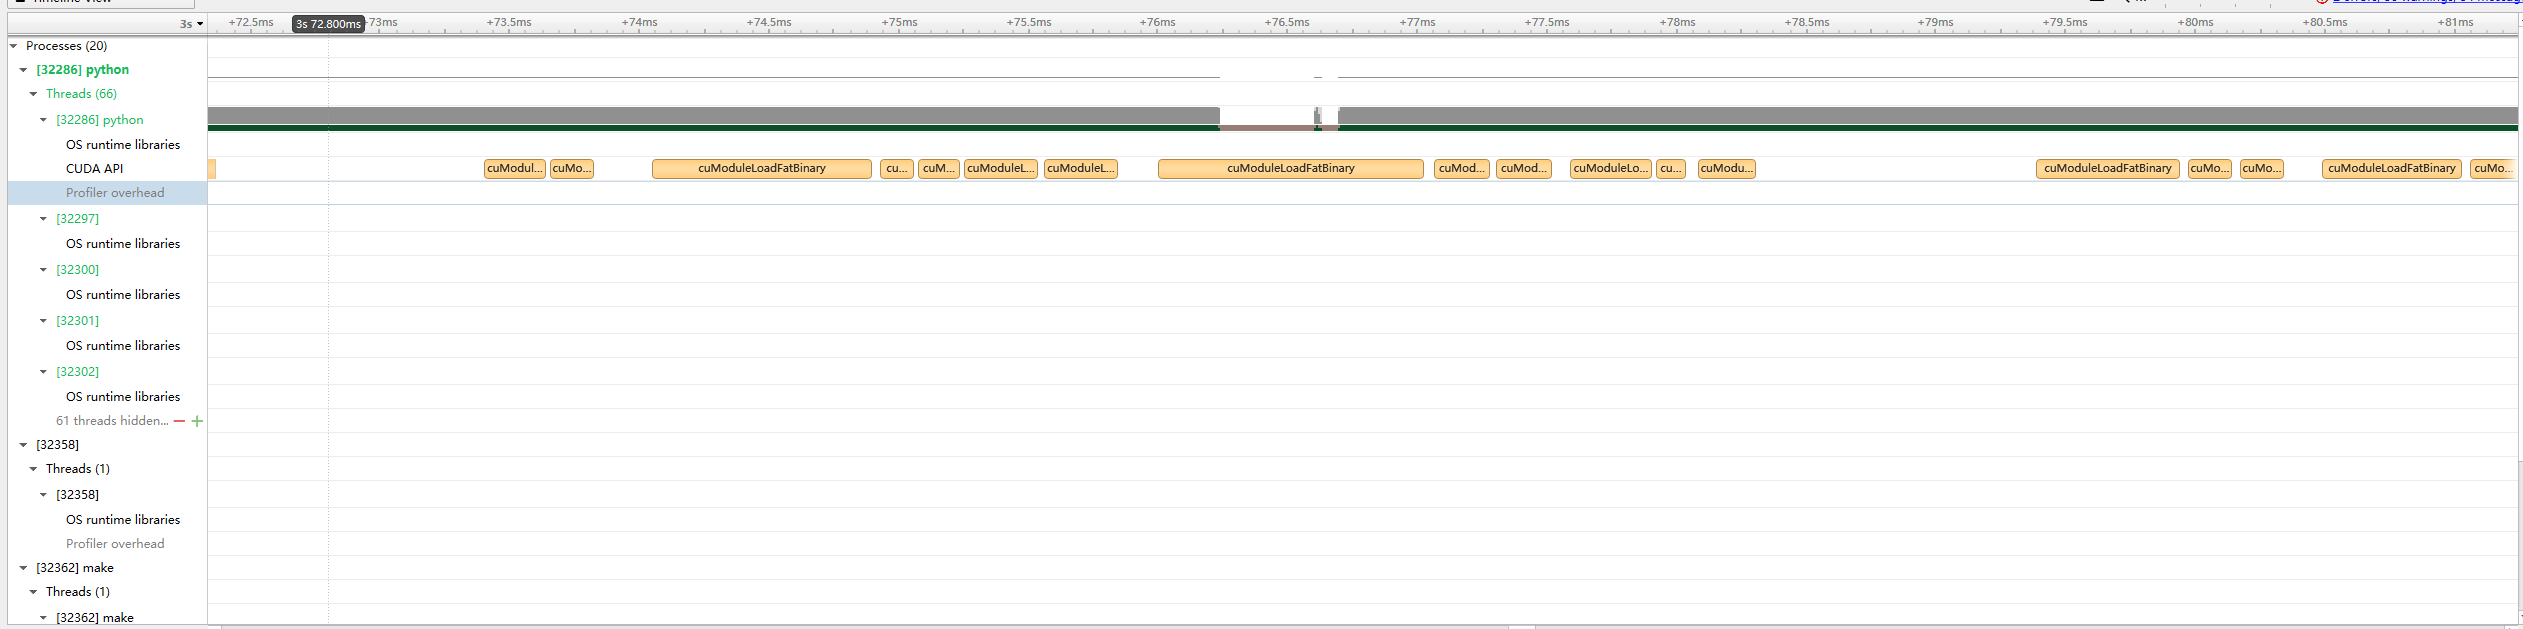 Timeline View
3s +72.5ms 3s 72.800ms +73ms +73.5ms +74ms +74.5ms +75ms +75.5ms +76ms +76.5ms +77ms +77.5ms +78ms +78.5ms +79ms +79.5ms +80ms +80.5ms +81ms
Processes (20)
[32286] python
Threads (66)
[32286] python
OS runtime libraries
CUDA API cuModul... cuMo... cuModuleLoadFatBinary cu... cuM... cuModuleL... cuModuleL... cuModuleLoadFatBinary cuMod... cuMod... cuModuleLo... cu... cuModu... cuModuleLoadFatBinary cuMo... cuMo... cuModuleLoadFatBinary cuMo...
Profiler overhead
[32297]
OS runtime libraries
[32300]
OS runtime libraries
[32301]
OS runtime libraries
[32302]
OS runtime libraries
61 threads hidden...
[32358]
Threads (1)
[32358]
OS runtime libraries
Profiler overhead
[32362] make
Threads (1)
[32362] make